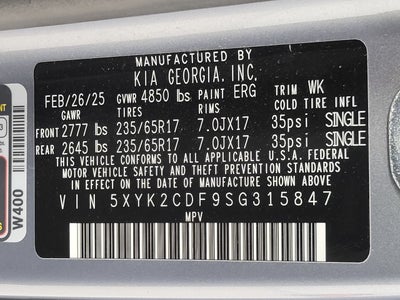 MANUFACTURED BY
KIA GEORGIA, INC.
FEB/26/25 GVWR 4850 lbs PAINT ERG TRIM WK
GAWR TIRES RIMS COLD TIRE INFL
FRONT 2777 lbs 235/65R17 7.0JX17 35psi SINGLE
REAR 2645 lbs 235/65R17 7.0JX17 35psi SINGLE
THIS VEHICLE CONFORMS TO ALL APPLICABLE U.S.A. FEDERAL
MOTOR VEHICLE SAFETY, BUMPER, AND THEFT PREVENTION STANDARDS
IN EFFECT ON THE DATE OF MANUFACTURE SHOWN ABOVE.
VIN 5XYK2CDF9SG315847
MPV
W400